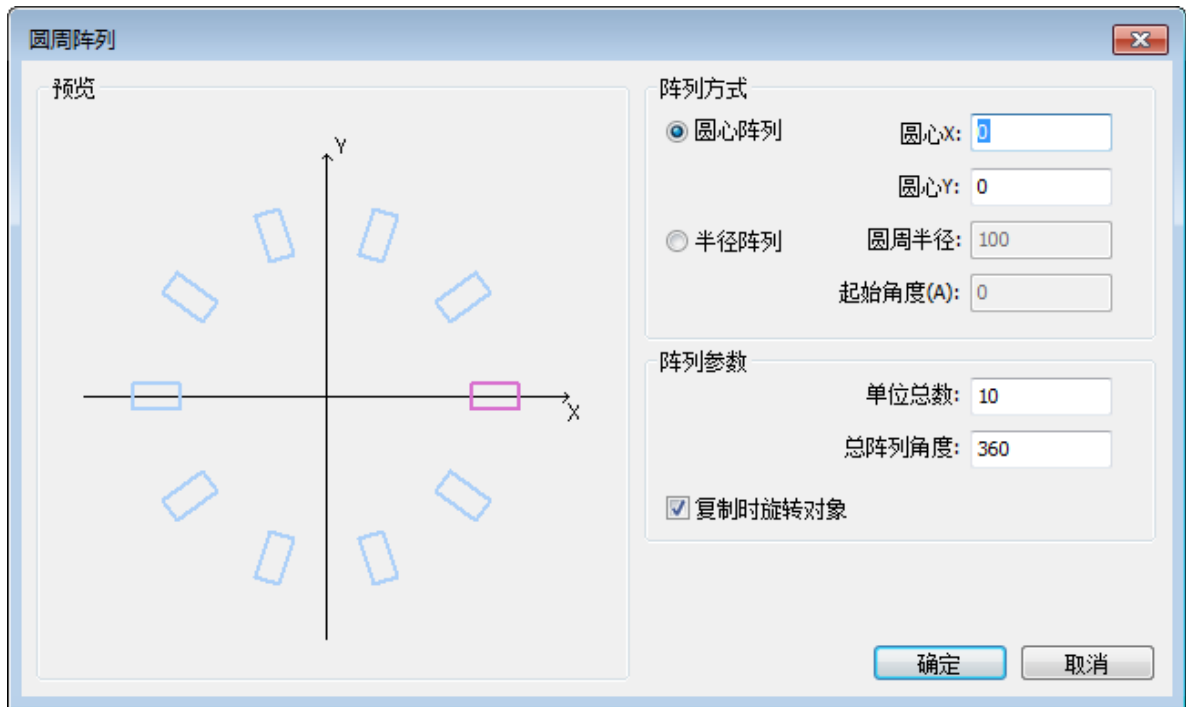 圆周阵列
预览
Y
X
阵列方式
圆心阵列 圆心X: 0
圆心Y: 0
半径阵列 圆周半径: 100
起始角度(A): 0
阵列参数
单位总数: 10
总阵列角度: 360
复制时旋转对象
确定 取消